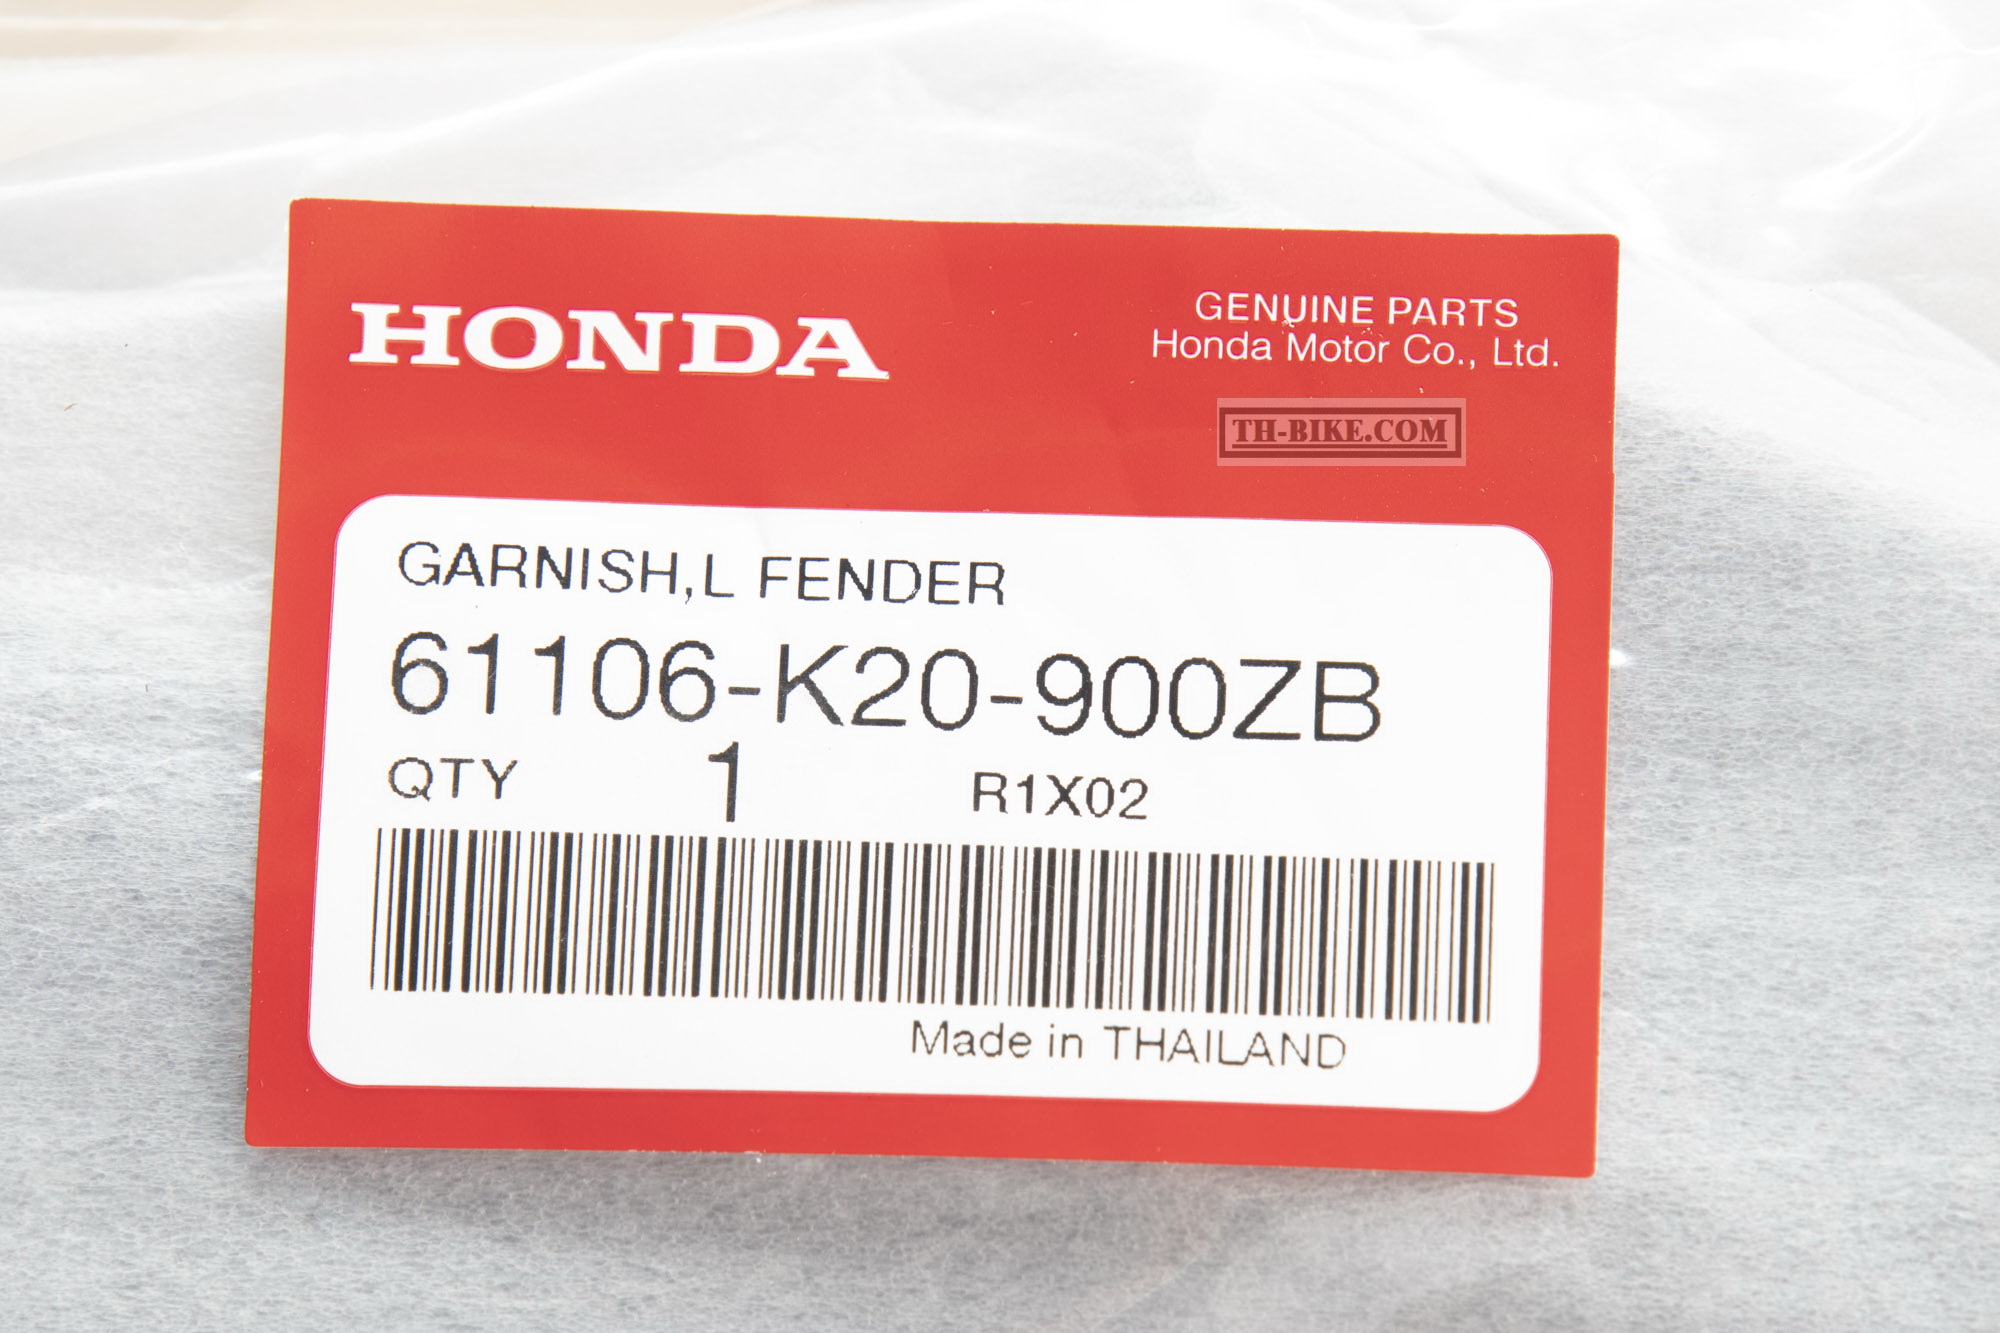 HONDA
GENUINE PARTS
Honda Motor Co., Ltd.
TH-BIKE.COM
GARNISH,L FENDER
61106-K20-900ZB
QTY 1 R1X02
Made in THAILAND